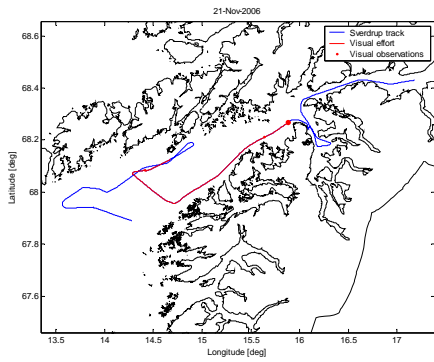 21-Nov-2006
Sverdrup track
Visual effort
Visual observations
Latitude [deg]
68.6
68.4
68.2
68
67.8
67.6
13.5
14
14.5
15
15.5
16
16.5
17
Longitude [deg]